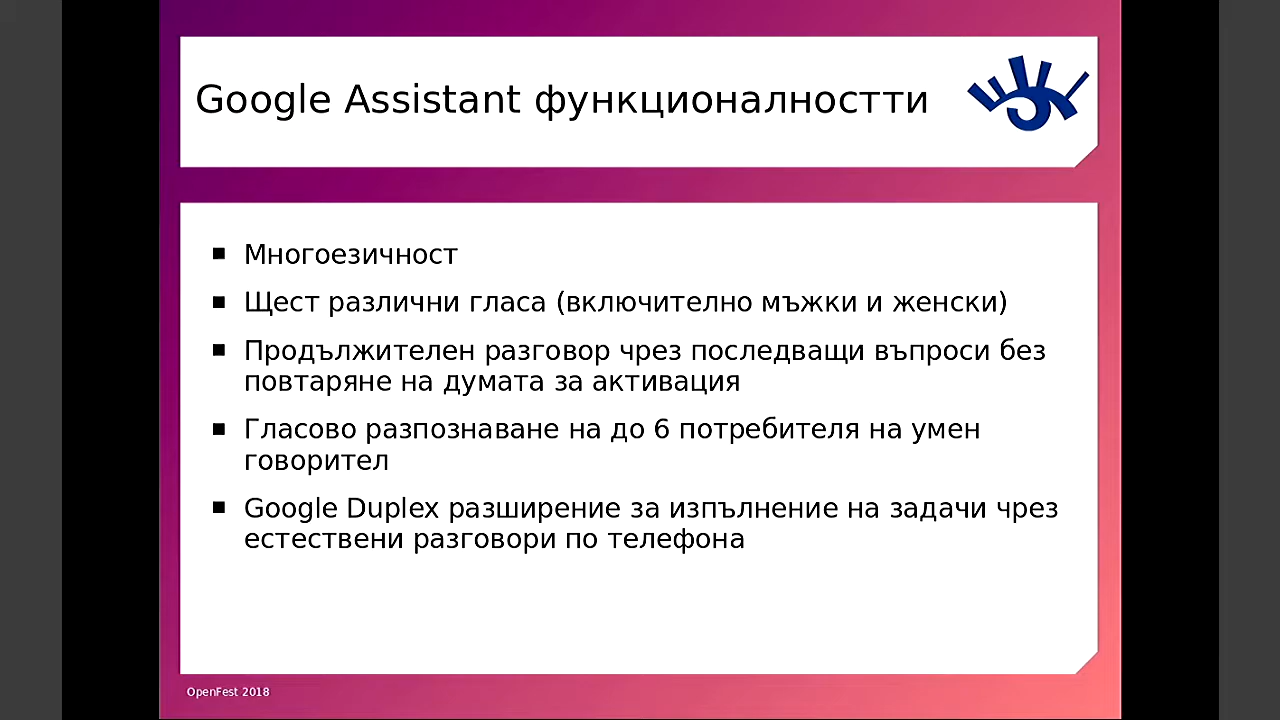 Google Assistant функционалностти
Многоезичност
Щест различни гласа (включително мъжки и женски)
Продължителен разговор чрез последващи въпроси без
повтаряне на думата за активация
Гласово разпознаване на до 6 потребителя на умен
говорител
Google Duplex разширение за изпълнение на задачи чрез
естествени разговори по телефона
OpenFest 2018